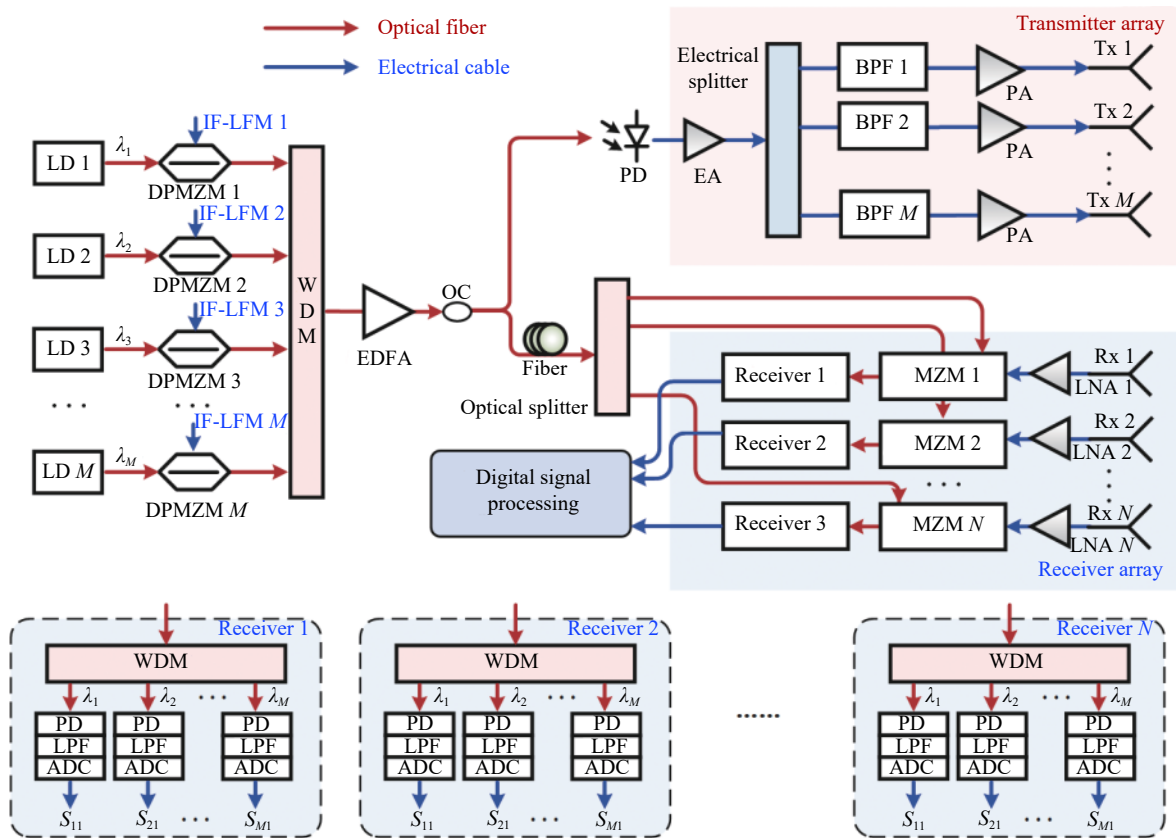 Optical fiber
Electrical cable
Transmitter array
Electrical
splitter
BPF 1
PA
Tx 1
BPF 2
PA
Tx 2
BPF M
PA
Tx M
PD
EA
IF-LFM 1
LD 1
λ1
DPMZM 1
IF-LFM 2
LD 2
λ2
DPMZM 2
IF-LFM 3
LD 3
λ3
DPMZM 3
· · ·
· · ·
IF-LFM M
LD M
λM
DPMZM M
W
D
M
EDFA
OC
Fiber
Optical splitter
Receiver 1
MZM 1
Rx 1
LNA 1
Receiver 2
MZM 2
Rx 2
LNA 2
· · ·
Receiver 3
MZM N
Rx N
LNA N
Receiver array
Digital signal
processing
Receiver 1
WDM
λ1 λ2 · · · λM
PD PD PD
LPF LPF LPF
ADC ADC ADC
S11 S21 · · · SM1
Receiver 2
WDM
λ1 λ2 · · · λM
PD PD PD
LPF LPF LPF
ADC ADC ADC
S11 S21 · · · SM1
······
Receiver N
WDM
λ1 λ2 · · · λM
PD PD PD
LPF LPF LPF
ADC ADC ADC
S11 S21 · · · SM1